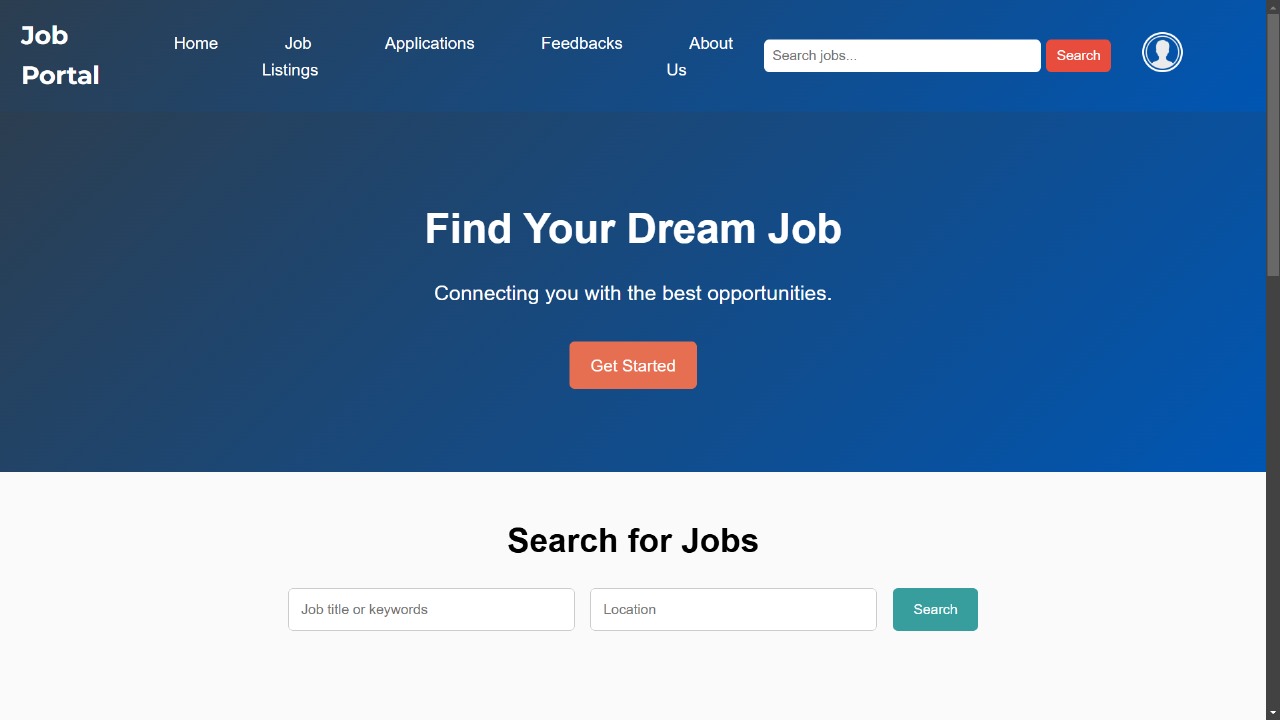 Job
Portal
Home
Job
Listings
Applications
Feedbacks
About
Us
Search jobs...
Search
Find Your Dream Job
Connecting you with the best opportunities.
Get Started
Search for Jobs
Job title or keywords
Location
Search